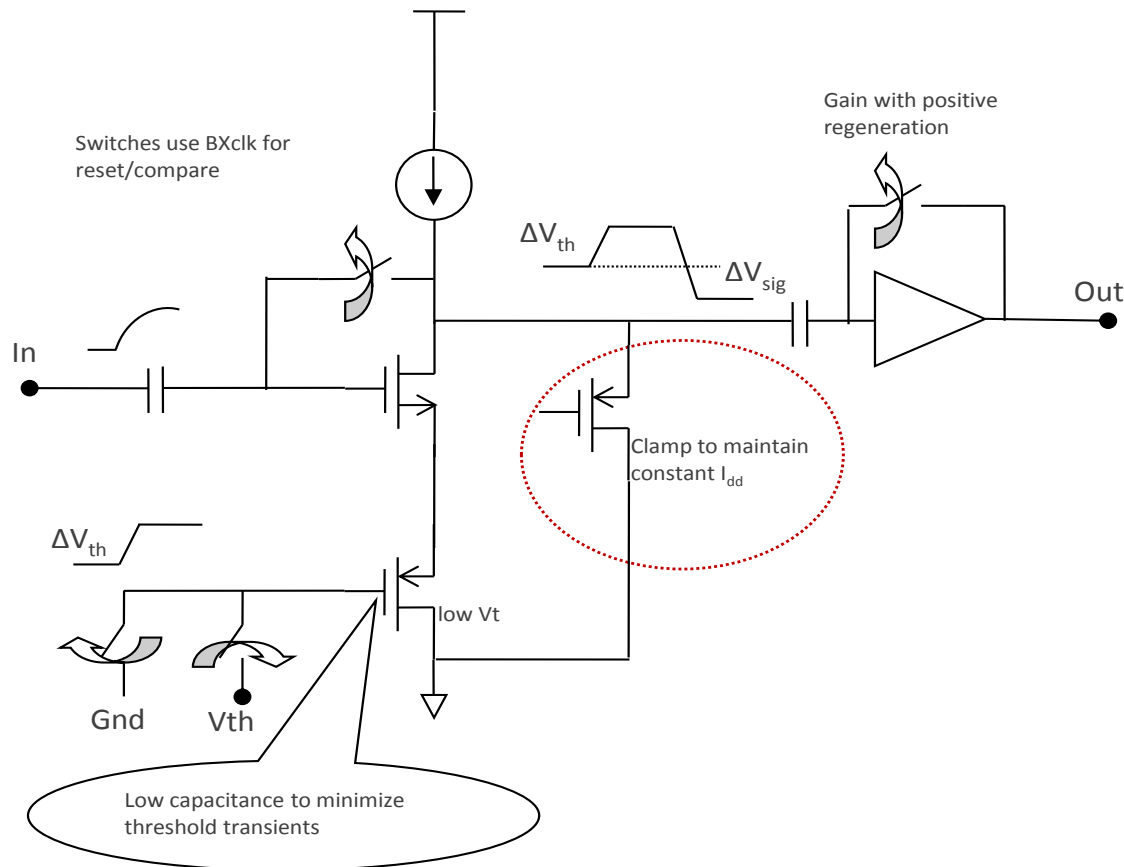 Gain with positive
regeneration
Switches use BXclk for
reset/compare
ΔVth
ΔVsig
Out
In
Clamp to maintain
constant Idd
ΔVth
low Vt
Gnd
Vth
Low capacitance to minimize
threshold transients